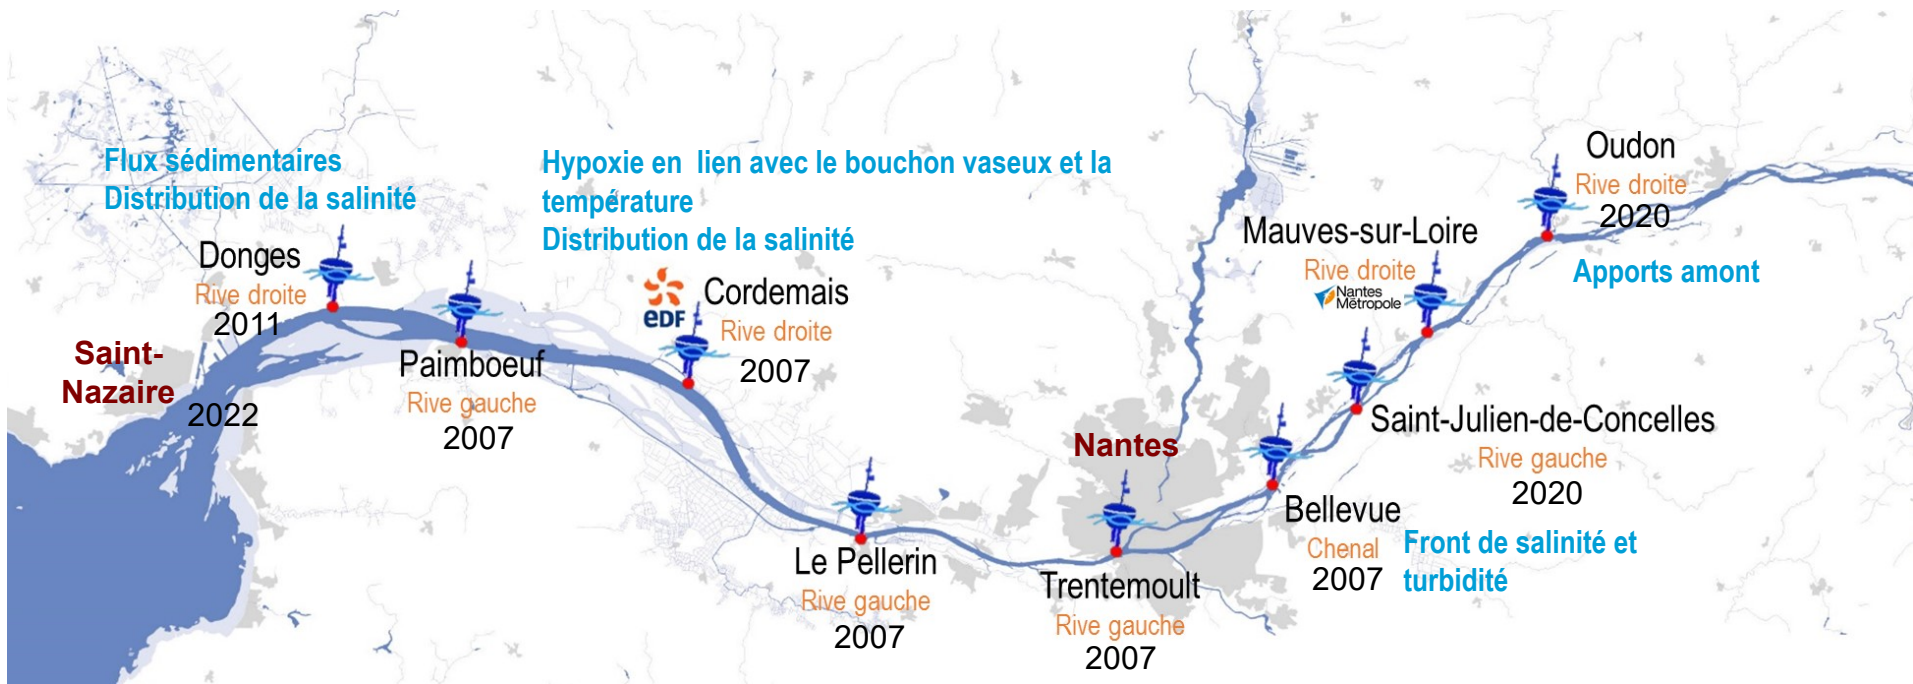 Flux sédimentaires
Distribution de la salinité
Hypoxie en lien avec le bouchon vaseux et la
température
Distribution de la salinité
Donges
Rive droite
2011
Saint-
Nazaire
2022
Paimboeuf
Rive gauche
2007
eDF
Cordemais
Rive droite
2007
Le Pellerin
Rive gauche
2007
Nantes
Trentemoult
Rive gauche
2007
Bellevue
Chenal
2007
Front de salinité et
turbidité
Saint-Julien-de-Concelles
Rive gauche
2020
Mauves-sur-Loire
Rive droite
Nantes
Métropole
Oudon
Rive droite
2020
Apports amont